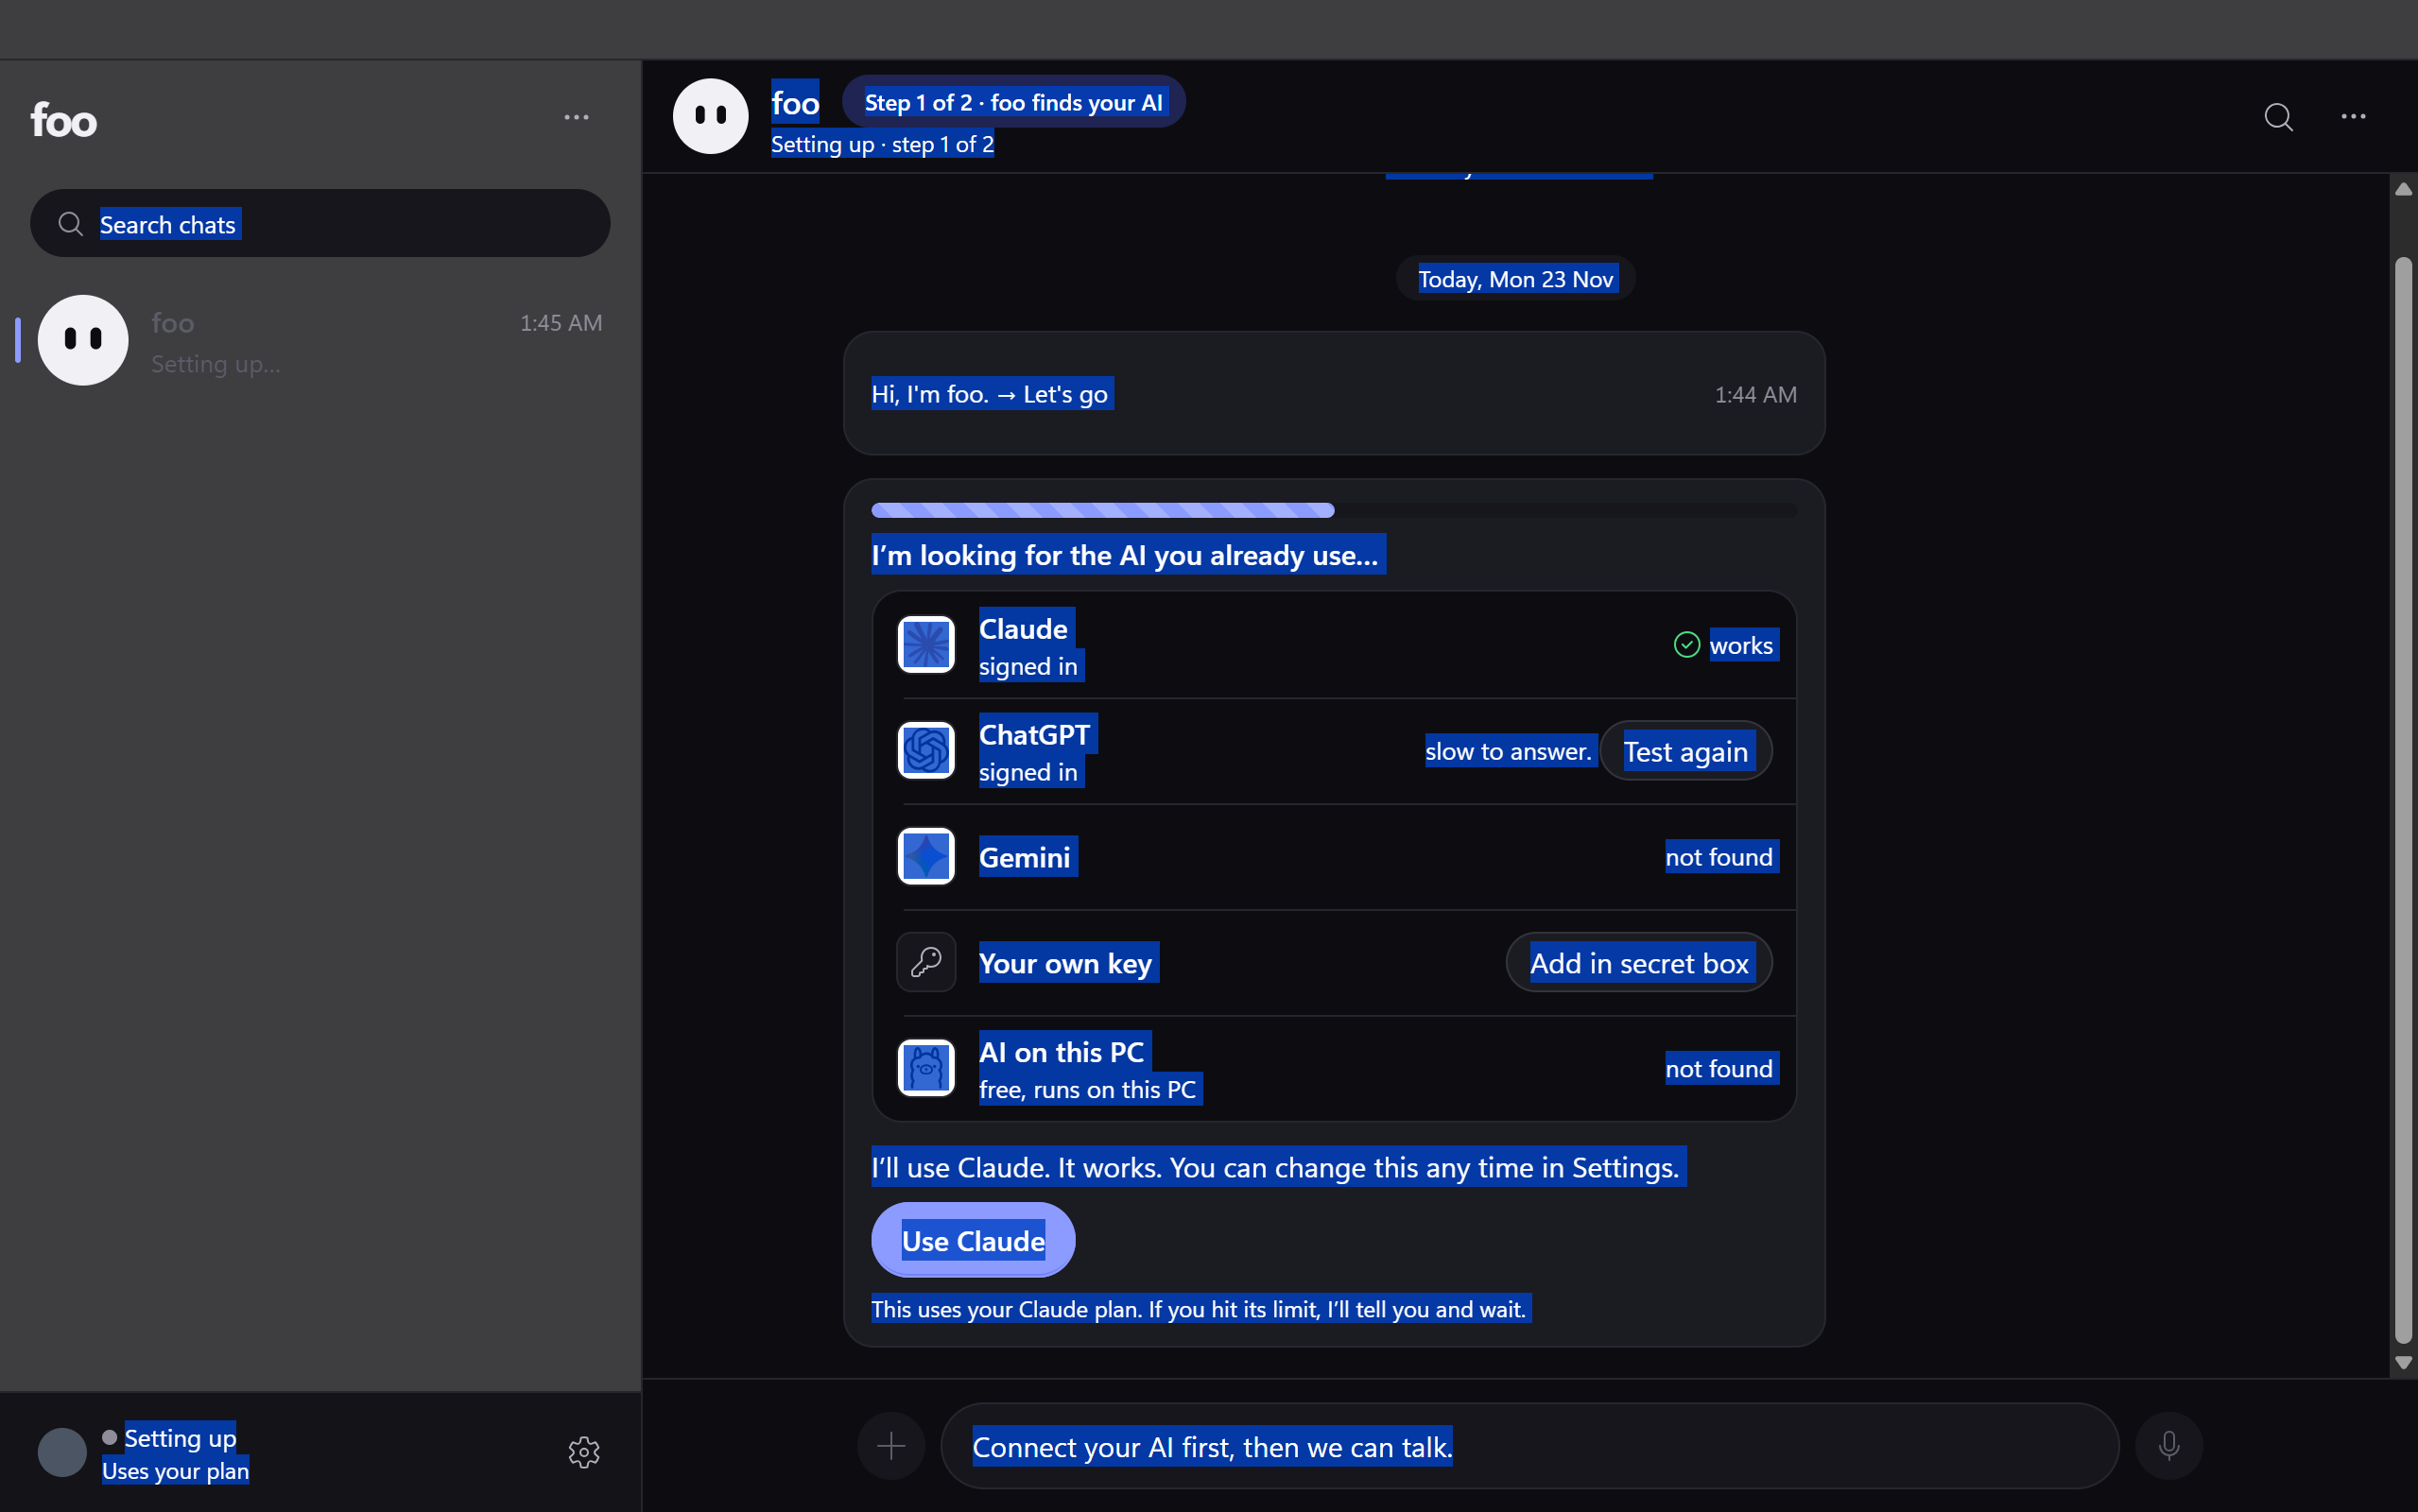 foo
Search chats
foo
1:45 AM
Setting up...
Setting up
Uses your plan
foo
Step 1 of 2 · foo finds your AI
Setting up · step 1 of 2
Today, Mon 23 Nov
Hi, I'm foo. → Let's go
1:44 AM
I’m looking for the AI you already use...
Claude
signed in
works
ChatGPT
signed in
slow to answer.
Test again
Gemini
not found
Your own key
Add in secret box
AI on this PC
free, runs on this PC
not found
I’ll use Claude. It works. You can change this any time in Settings.
Use Claude
This uses your Claude plan. If you hit its limit, I’ll tell you and wait.
Connect your AI first, then we can talk.